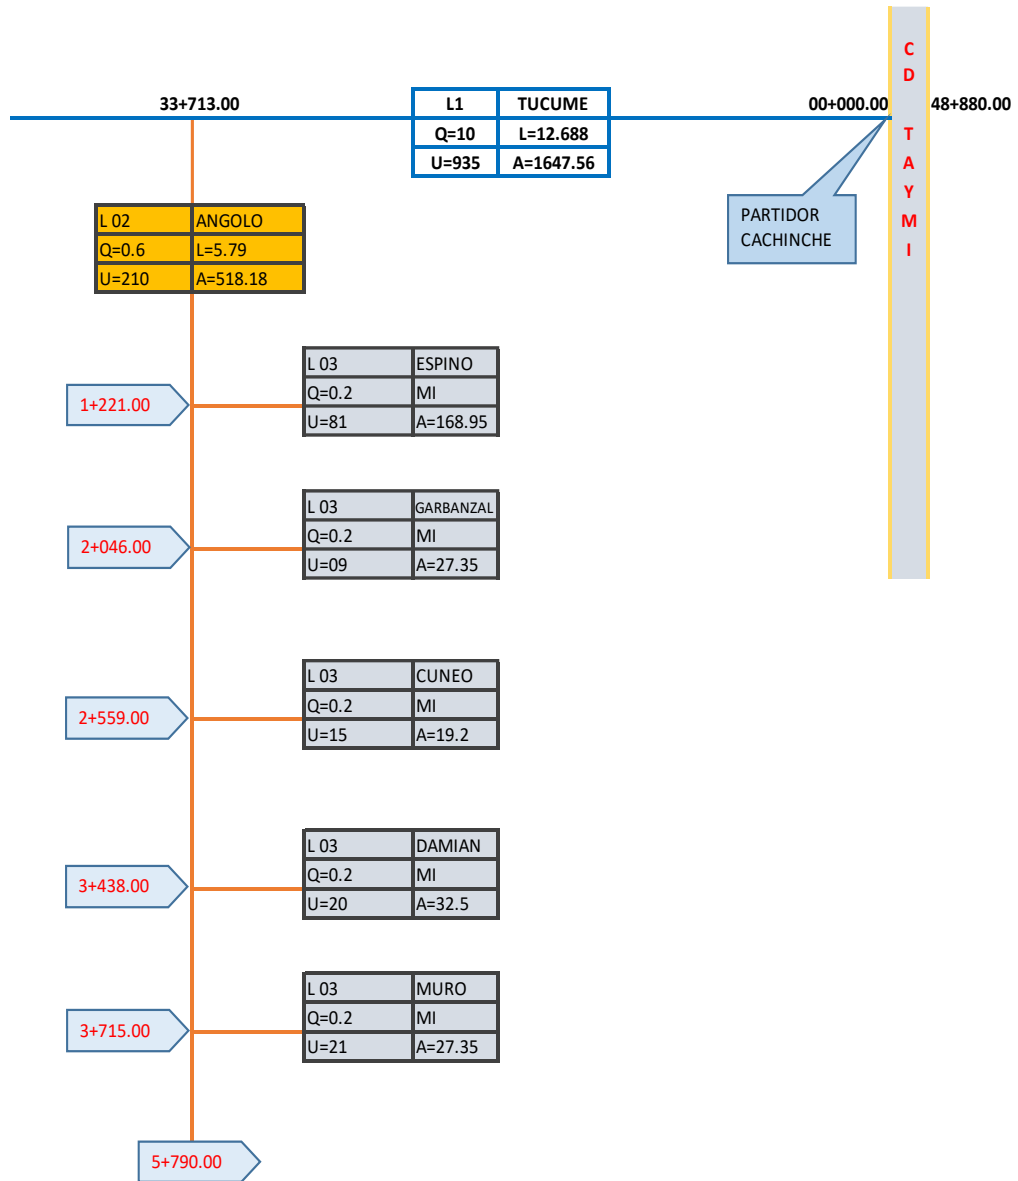 C
D
T
A
Y
M
I
33+713.00
L1 TUCUME
Q=10 L=12.688
U=935 A=1647.56
00+000.00 48+880.00
PARTIDOR
CACHINCHE
L 02 ANGOLO
Q=0.6 L=5.79
U=210 A=518.18
1+221.00
L 03 ESPINO
Q=0.2 MI
U=81 A=168.95
2+046.00
L 03 GARBANZAL
Q=0.2 MI
U=09 A=27.35
2+559.00
L 03 CUNEO
Q=0.2 MI
U=15 A=19.2
3+438.00
L 03 DAMIAN
Q=0.2 MI
U=20 A=32.5
3+715.00
L 03 MURO
Q=0.2 MI
U=21 A=27.35
5+790.00